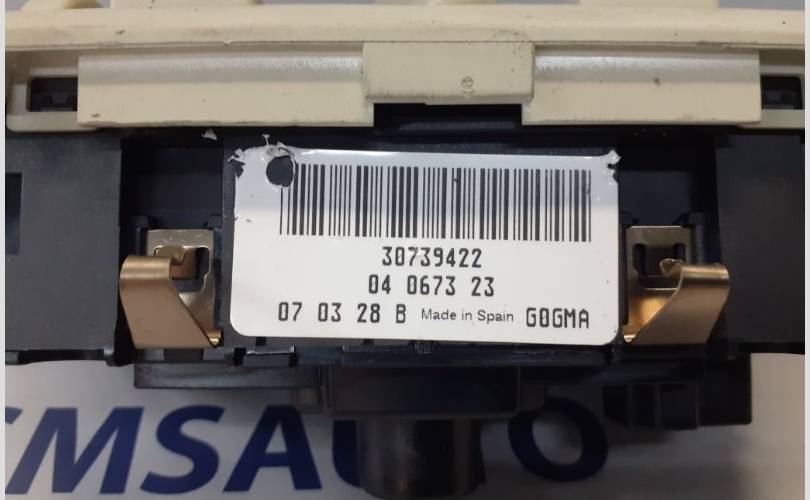 30739422
04 0673 23
07 03 28 B Made in Spain G0GMA
CMSAUTO